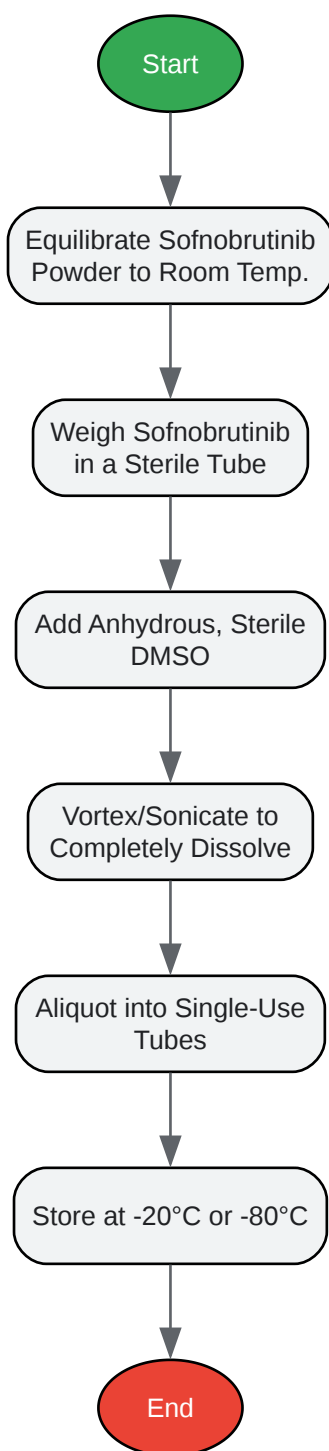 Start
Equilibrate Sofnobrutinib
Powder to Room Temp.
Weigh Sofnobrutinib
in a Sterile Tube
Add Anhydrous, Sterile
DMSO
Vortex/Sonicate to
Completely Dissolve
Aliquot into Single-Use
Tubes
Store at -20°C or -80°C
End